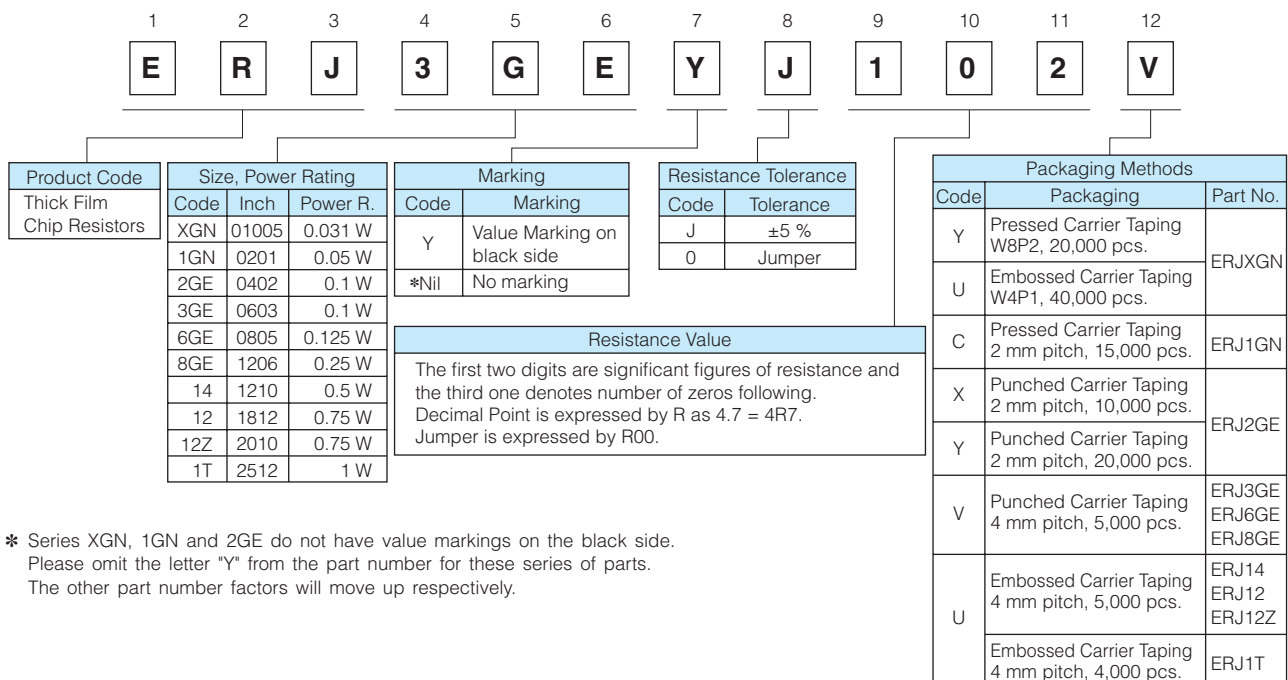 1 2 3 4 5 6 7 8 9 10 11 12
E R J 3 G E Y J 1 0 2 V
Product Code
Thick Film
Chip Resistors
Size, Power Rating
Code Inch Power R.
XGN 01005 0.031 W
1GN 0201 0.05 W
2GE 0402 0.1 W
3GE 0603 0.1 W
6GE 0805 0.125 W
8GE 1206 0.25 W
14 1210 0.5 W
12 1812 0.75 W
12Z 2010 0.75 W
1T 2512 1 W
Marking
Code Marking
Y Value Marking on
black side
✻Nil No marking
Resistance Tolerance
Code Tolerance
J ±5 %
0 Jumper
Resistance Value
The first two digits are significant figures of resistance and
the third one denotes number of zeros following.
Decimal Point is expressed by R as 4.7 = 4R7.
Jumper is expressed by R00.
Packaging Methods
Code Packaging Part No.
Y Pressed Carrier Taping
W8P2, 20,000 pcs.
ERJXGN
U Embossed Carrier Taping
W4P1, 40,000 pcs.
C Pressed Carrier Taping
2 mm pitch, 15,000 pcs.
ERJ1GN
X Punched Carrier Taping
2 mm pitch, 10,000 pcs.
ERJ2GE
Y Punched Carrier Taping
2 mm pitch, 20,000 pcs.
V Punched Carrier Taping
4 mm pitch, 5,000 pcs.
ERJ3GE
ERJ6GE
ERJ8GE
U Embossed Carrier Taping
4 mm pitch, 5,000 pcs.
ERJ14
ERJ12
ERJ12Z
Embossed Carrier Taping
4 mm pitch, 4,000 pcs.
ERJ1T
✻ Series XGN, 1GN and 2GE do not have value markings on the black side.
Please omit the letter "Y" from the part number for these series of parts.
The other part number factors will move up respectively.